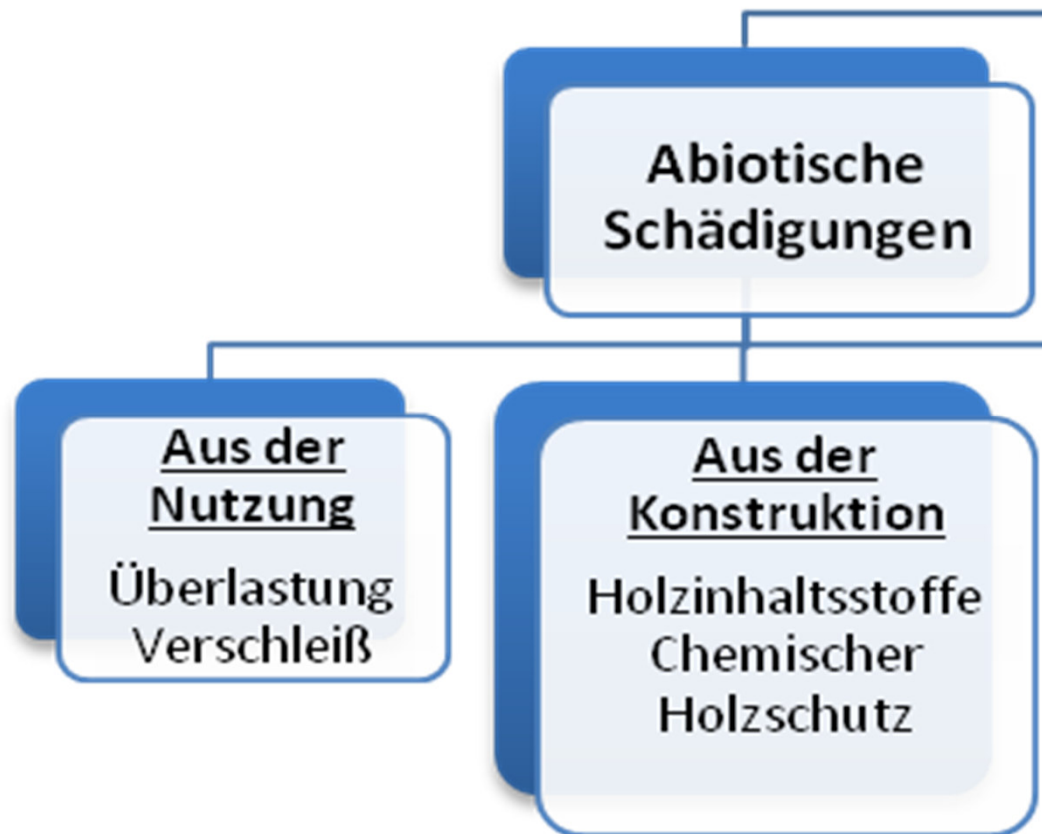 Abiotische
Schädigungen
Aus der
Nutzung
Überlastung
Verschleiß
Aus der
Konstruktion
Holzinhaltsstoffe
Chemischer
Holzschutz